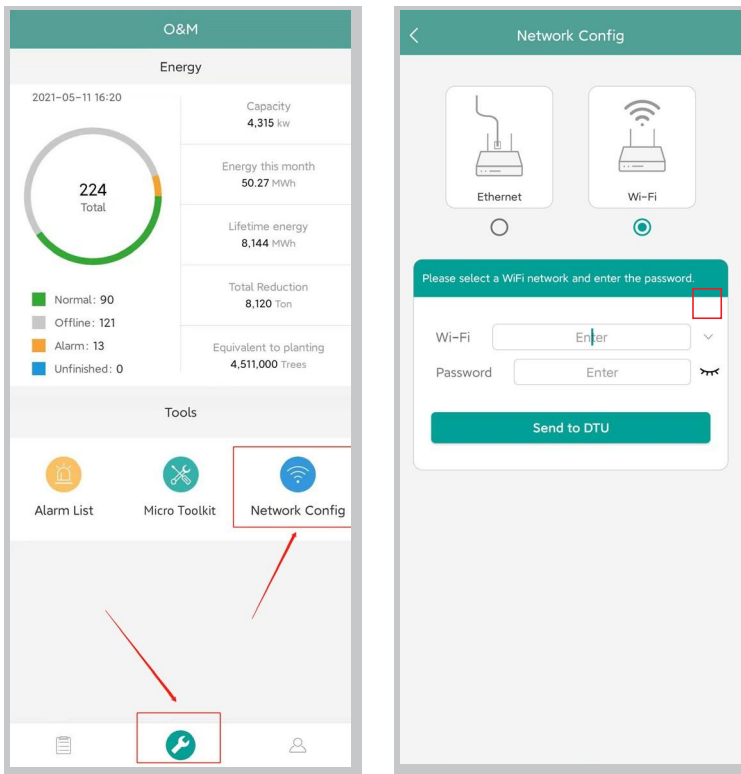 O&M
Energy
2021-05-11 16:20
224
Total
Normal: 90
Offline: 121
Alarm: 13
Unfinished: 0
Capacity
4,315 kw
Energy this month
50.27 MWh
Lifetime energy
8,144 MWh
Total Reduction
8,120 Ton
Equivalent to planting
4,511,000 Trees
Tools
Alarm List
Micro Toolkit
Network Config
Network Config
Ethernet
Wi-Fi
Please select a WiFi network and enter the password.
Wi-Fi Enter
Password Enter
Send to DTU